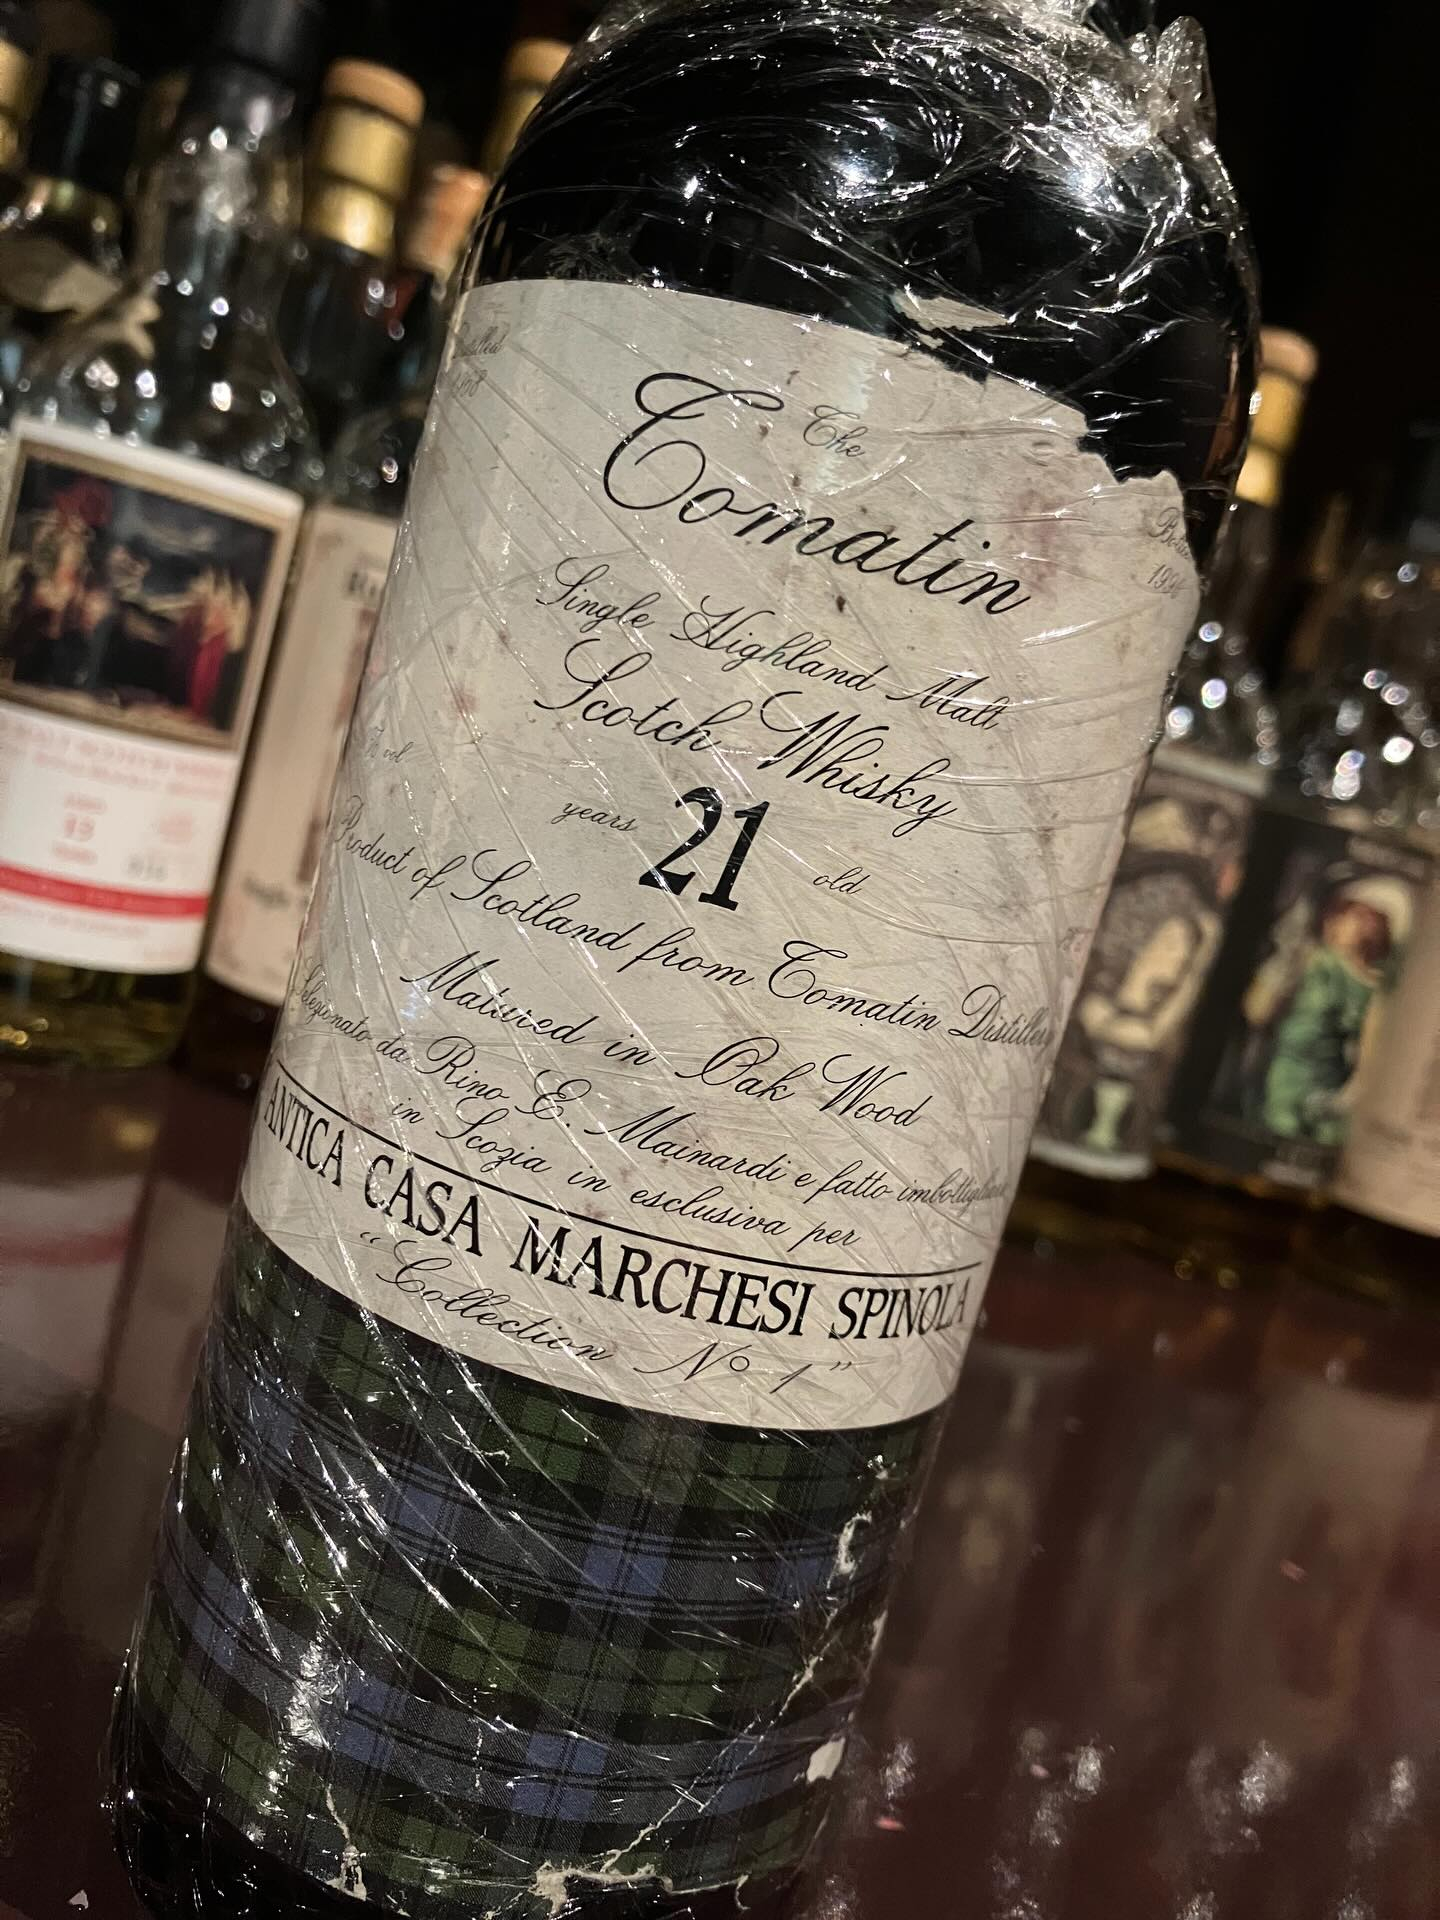 The
Tomatin
Single Highland Malt
Scotch Whisky
years 21 old
vol
Product of Scotland from Tomatin Distillery
Matured in Oak Wood
Selezionato da Rino E. Mainardi e fatto imbottigliare
in Scozia in esclusiva per
ANTICA CASA MARCHESI SPINOLA
"Collection N° 1"